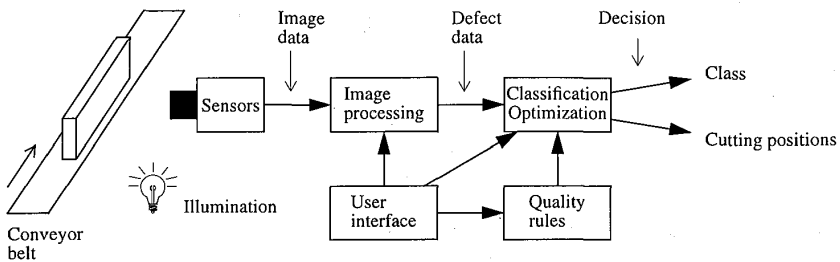 Image
data
Defect
data
Decision
Sensors
Image
processing
Classification
Optimization
Class
Cutting positions
Illumination
User
interface
Quality
rules
Conveyor
belt